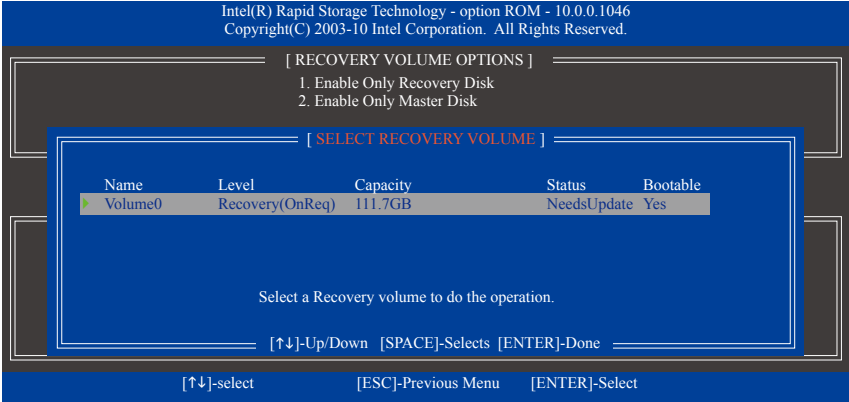 Intel(R) Rapid Storage Technology - option ROM - 10.0.0.1046
Copyright(C) 2003-10 Intel Corporation. All Rights Reserved.
[ RECOVERY VOLUME OPTIONS ]
1. Enable Only Recovery Disk
2. Enable Only Master Disk
[ SELECT RECOVERY VOLUME ]
Name Level Capacity Status Bootable
Volume0 Recovery(OnReq) 111.7GB NeedsUpdate Yes
Select a Recovery volume to do the operation.
[↑↓]-Up/Down [SPACE]-Selects [ENTER]-Done
[↑↓]-select [ESC]-Previous Menu [ENTER]-Select